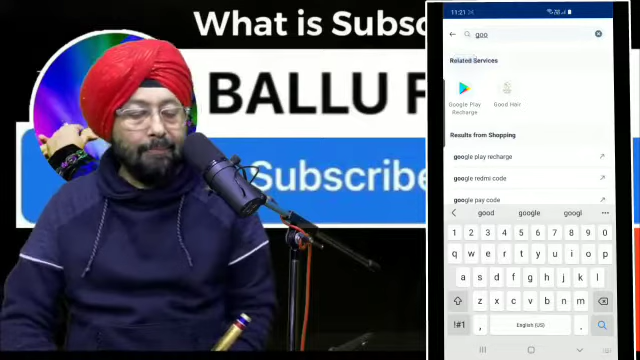 What is Subsc
BALLU F
Subscribe
11:21
goo
Related Services
Google Play
Recharge
Good Hair
Results from Shopping
google play recharge
google redmi code
google pay code
good google googl
1 2 3 4 5 6 7 8 9 0
q w e r t y u i o p
a s d f g h j k l
z x c v b n m
!#1 , English (US) .